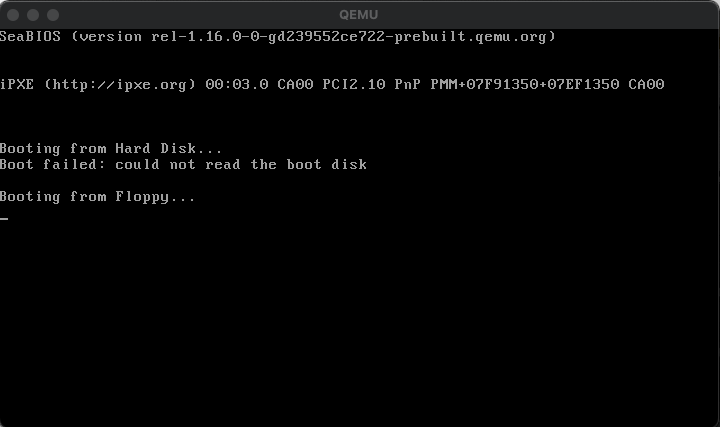 QEMU
SeaBIOS (version rel-1.16.0-0-gd239552ce722-prebuilt.qemu.org)
iPXE (http://ipxe.org) 00:03.0 CA00 PCI2.10 PnP PMM+07F91350+07EF1350 CA00
Booting from Hard Disk...
Boot failed: could not read the boot disk
Booting from Floppy...
_